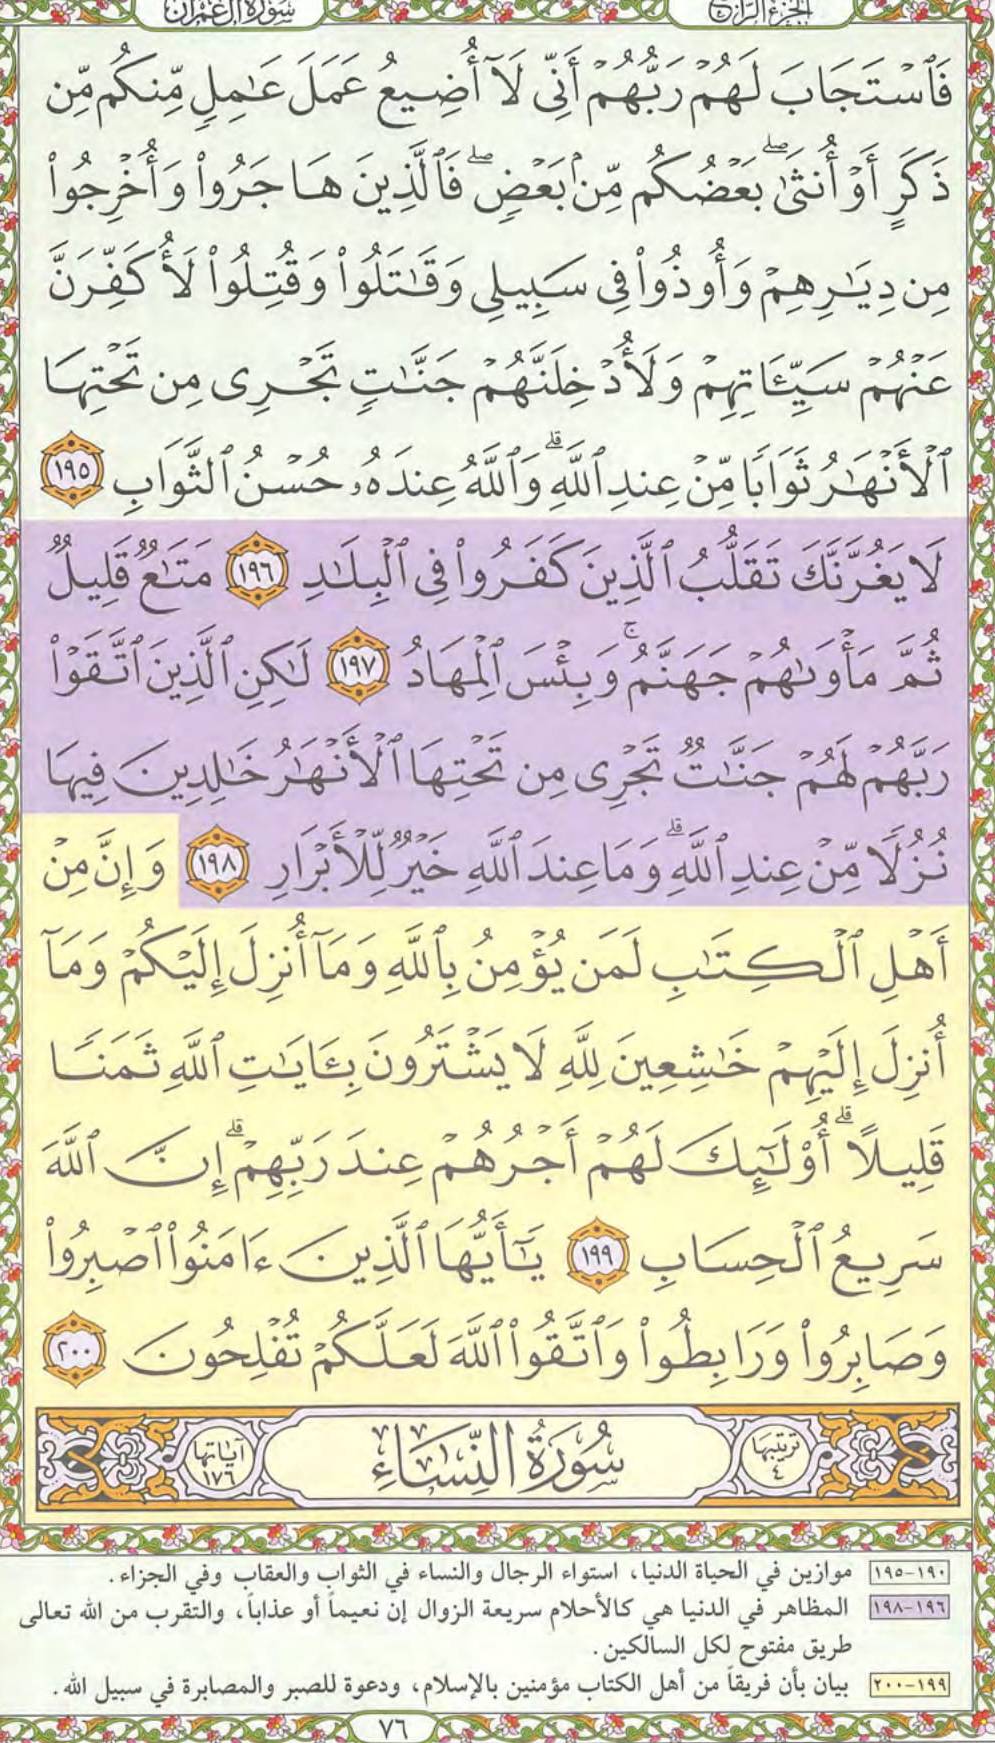 الجزء الرابع
سورة آل عمران
فَٱسْتَجَابَ لَهُمْ رَبُّهُمْ أَنِّى لَآ أُضِيعُ عَمَلَ عَـٰمِلٍ مِّنكُم مِّن
ذَكَرٍ أَوْ أُنثَىٰ ۖ بَعْضُكُم مِّنۢ بَعْضٍ ۖ فَٱلَّذِينَ هَاجَرُوا۟ وَأُخْرِجُوا۟
مِن دِيَـٰرِهِمْ وَأُوذُوا۟ فِى سَبِيلِى وَقَـٰتَلُوا۟ وَقُتِلُوا۟ لَأُكَفِّرَنَّ
عَنْهُمْ سَيِّـَٔاتِهِمْ وَلَأُدْخِلَنَّهُمْ جَنَّـٰتٍ تَجْرِى مِن تَحْتِهَا
ٱلْأَنْهَـٰرُ ثَوَابًا مِّنْ عِندِ ٱللَّهِ ۗ وَٱللَّهُ عِندَهُۥ حُسْنُ ٱلثَّوَابِ ١٩٥
لَا يَغُرَّنَّكَ تَقَلُّبُ ٱلَّذِينَ كَفَرُوا۟ فِى ٱلْبِلَـٰدِ ١٩٦ مَتَـٰعٌ قَلِيلٌ
ثُمَّ مَأْوَىٰهُمْ جَهَنَّمُ ۚ وَبِئْسَ ٱلْمِهَادُ ١٩٧ لَـٰكِنِ ٱلَّذِينَ ٱتَّقَوْا۟
رَبَّهُمْ لَهُمْ جَنَّـٰتٌ تَجْرِى مِن تَحْتِهَا ٱلْأَنْهَـٰرُ خَـٰلِدِينَ فِيهَا
نُزُلًا مِّنْ عِندِ ٱللَّهِ ۗ وَمَا عِندَ ٱللَّهِ خَيْرٌ لِّلْأَبْرَارِ ١٩٨ وَإِنَّ مِنْ
أَهْلِ ٱلْكِتَـٰبِ لَمَن يُؤْمِنُ بِٱللَّهِ وَمَآ أُنزِلَ إِلَيْكُمْ وَمَآ
أُنزِلَ إِلَيْهِمْ خَـٰشِعِينَ لِلَّهِ لَا يَشْتَرُونَ بِـَٔايَـٰتِ ٱللَّهِ ثَمَنًا
قَلِيلًا ۗ أُو۟لَـٰٓئِكَ لَهُمْ أَجْرُهُمْ عِندَ رَبِّهِمْ ۗ إِنَّ ٱللَّهَ
سَرِيعُ ٱلْحِسَابِ ١٩٩ يَـٰٓأَيُّهَا ٱلَّذِينَ ءَامَنُوا۟ ٱصْبِرُوا۟
وَصَابِرُوا۟ وَرَابِطُوا۟ وَٱتَّقُوا۟ ٱللَّهَ لَعَلَّكُمْ تُفْلِحُونَ ٢٠٠
ترتيبها ٤
سُورَةُ النِّسَاءِ
آياتها ١٧٦
١٩٠-١٩٥ موازين في الحياة الدنيا، استواء الرجال والنساء في الثواب والعقاب وفي الجزاء.
١٩٦-١٩٨ المظاهر في الدنيا هي كالأحلام سريعة الزوال إن نعيماً أو عذاباً، والتقرب من الله تعالى
طريق مفتوح لكل السالكين.
١٩٩-٢٠٠ بيان بأن فريقاً من أهل الكتاب مؤمنين بالإسلام، ودعوة للصبر والمصابرة في سبيل الله.
٧٦